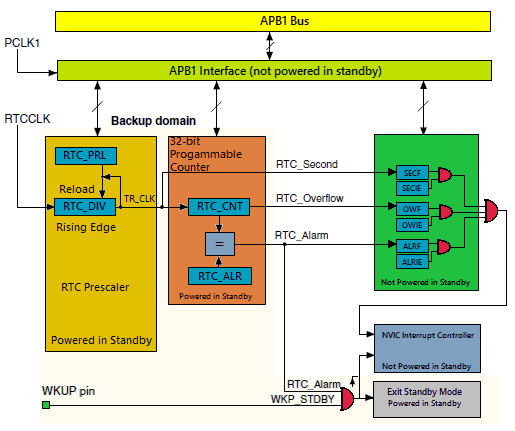 APB1 Bus
PCLK1
APB1 Interface (not powered in standby)
RTCCLK
Backup domain
RTC_PRL
Reload
RTC_DIV
TR_CLK
Rising Edge
RTC Prescaler
Powered in Standby
32-bit
Progammable
Counter
RTC_CNT
=
RTC_ALR
Powered in Standby
RTC_Second
RTC_Overflow
RTC_Alarm
SECF
SECIE
OWF
OWIE
ALRF
ALRIE
Not Powered in Standby
NVIC Interrupt Controller
Not Powered in Standby
RTC_Alarm
WKP_STDBY
WKUP pin
Exit Standby Mode
Powered in Standby